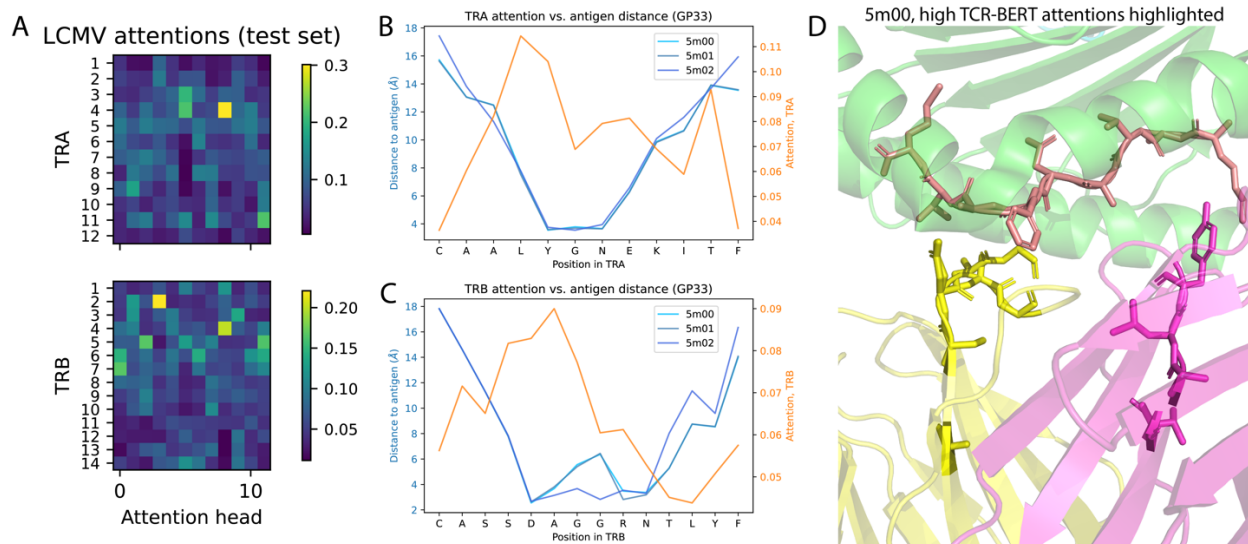 A
LCMV attentions (test set)
TRA
1
2
3
4
5
6
7
8
9
10
11
12
0.3
0.2
0.1
TRB
1
2
3
4
5
6
7
8
9
10
11
12
13
14
0.20
0.15
0.10
0.05
0 10
Attention head
B
TRA attention vs. antigen distance (GP33)
Distance to antigen (Å)
18
16
14
12
10
8
6
4
5m00
5m01
5m02
0.11
0.10
0.09
0.08
0.07
0.06
0.05
0.04
Attention, TRA
C A A L Y G N E K I T F
Position in TRA
C
TRB attention vs. antigen distance (GP33)
Distance to antigen (Å)
18
16
14
12
10
8
6
4
2
5m00
5m01
5m02
0.09
0.08
0.07
0.06
0.05
Attention, TRB
C A S S D A G G R N T L Y F
Position in TRB
D
5m00, high TCR-BERT attentions highlighted